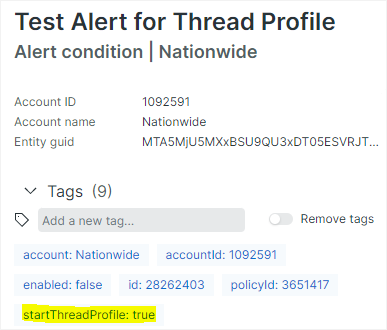 Test Alert for Thread Profile
Alert condition | Nationwide
Account ID 1092591
Account name Nationwide
Entity guid MTA5MjU5MXxBSU9QU3xDT05ESVRJT...
Tags (9)
Add a new tag... Remove tags
account: Nationwide accountId: 1092591
enabled: false id: 28262403 policyId: 3651417
startThreadProfile: true